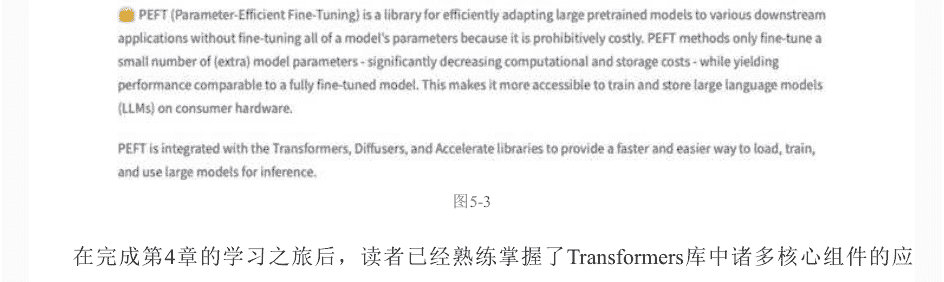 PEFT (Parameter-Efficient Fine-Tuning) is a library for efficiently adapting large pretrained models to various downstream
applications without fine-tuning all of a model's parameters because it is prohibitively costly. PEFT methods only fine-tune a
small number of (extra) model parameters - significantly decreasing computational and storage costs - while yielding
performance comparable to a fully fine-tuned model. This makes it more accessible to train and store large language models
(LLMs) on consumer hardware.
PEFT is integrated with the Transformers, Diffusers, and Accelerate libraries to provide a faster and easier way to load, train,
and use large models for inference.
图5-3
在完成第4章的学习之旅后，读者已经熟练掌握了Transformers库中诸多核心组件的应